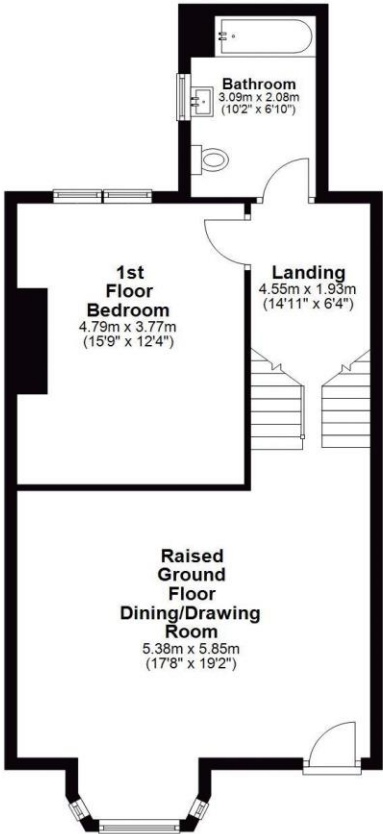 Bathroom
3.09m x 2.08m
(10'2" x 6'10")
1st
Floor
Bedroom
4.79m x 3.77m
(15'9" x 12'4")
Landing
4.55m x 1.93m
(14'11" x 6'4")
Raised
Ground
Floor
Dining/Drawing
Room
5.38m x 5.85m
(17'8" x 19'2")